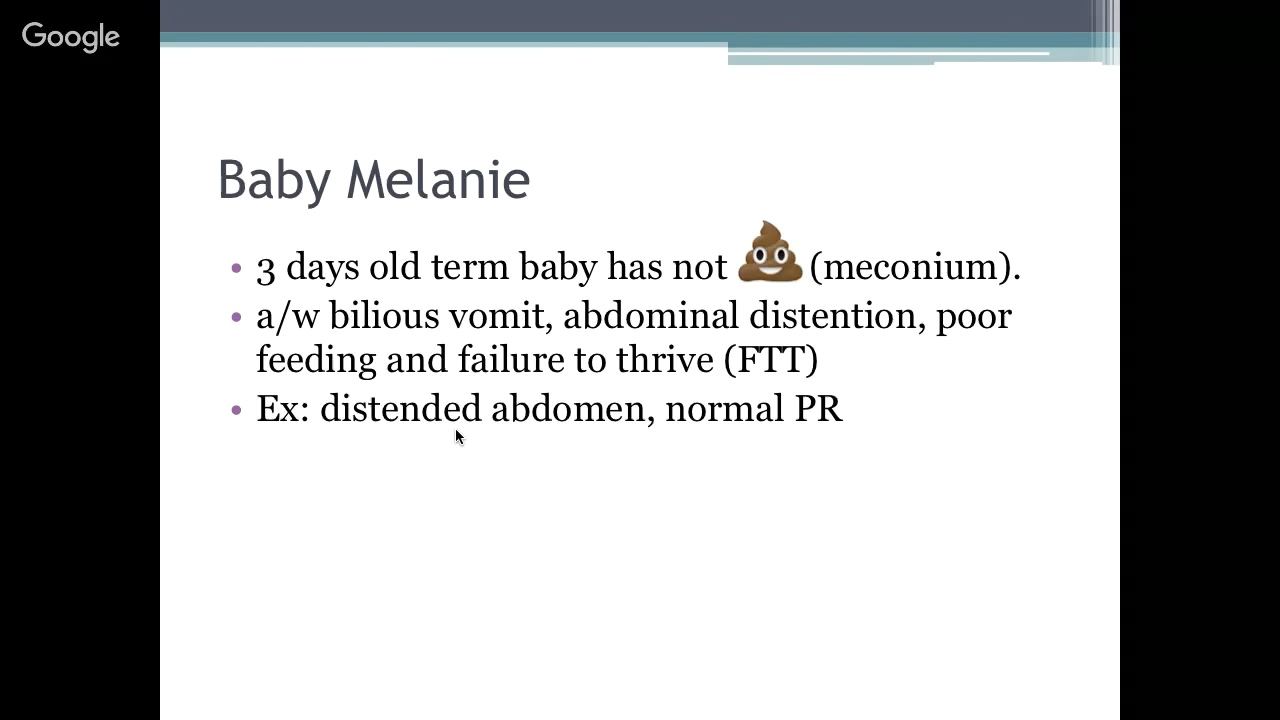 Google
Baby Melanie
• 3 days old term baby has not 💩 (meconium).
• a/w bilious vomit, abdominal distention, poor
feeding and failure to thrive (FTT)
• Ex: distended abdomen, normal PR